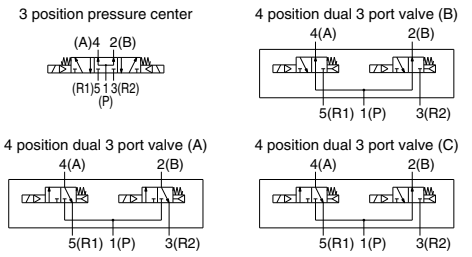 3 position pressure center
(A)4 2(B)
(R1)5 1 3(R2)
(P)
4 position dual 3 port valve (B)
4(A) 2(B)
5(R1) 1(P) 3(R2)
4 position dual 3 port valve (A)
4(A) 2(B)
5(R1) 1(P) 3(R2)
4 position dual 3 port valve (C)
4(A) 2(B)
5(R1) 1(P) 3(R2)